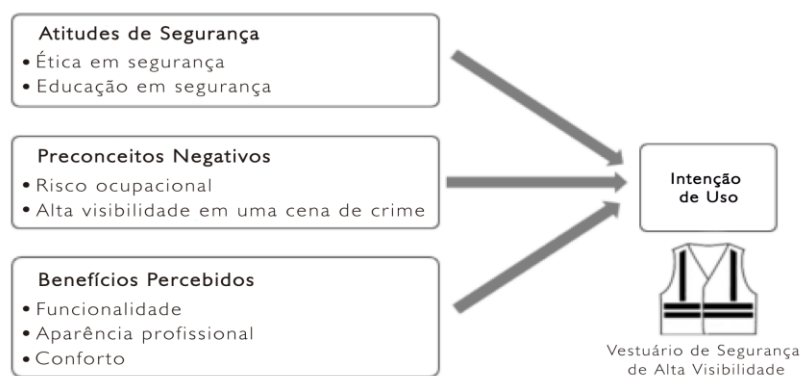 Atitudes de Segurança
• Ética em segurança
• Educação em segurança
Preconceitos Negativos
• Risco ocupacional
• Alta visibilidade em uma cena de crime
Benefícios Percebidos
• Funcionalidade
• Aparência profissional
• Conforto
Intenção
de Uso
Vestuário de Segurança
de Alta Visibilidade